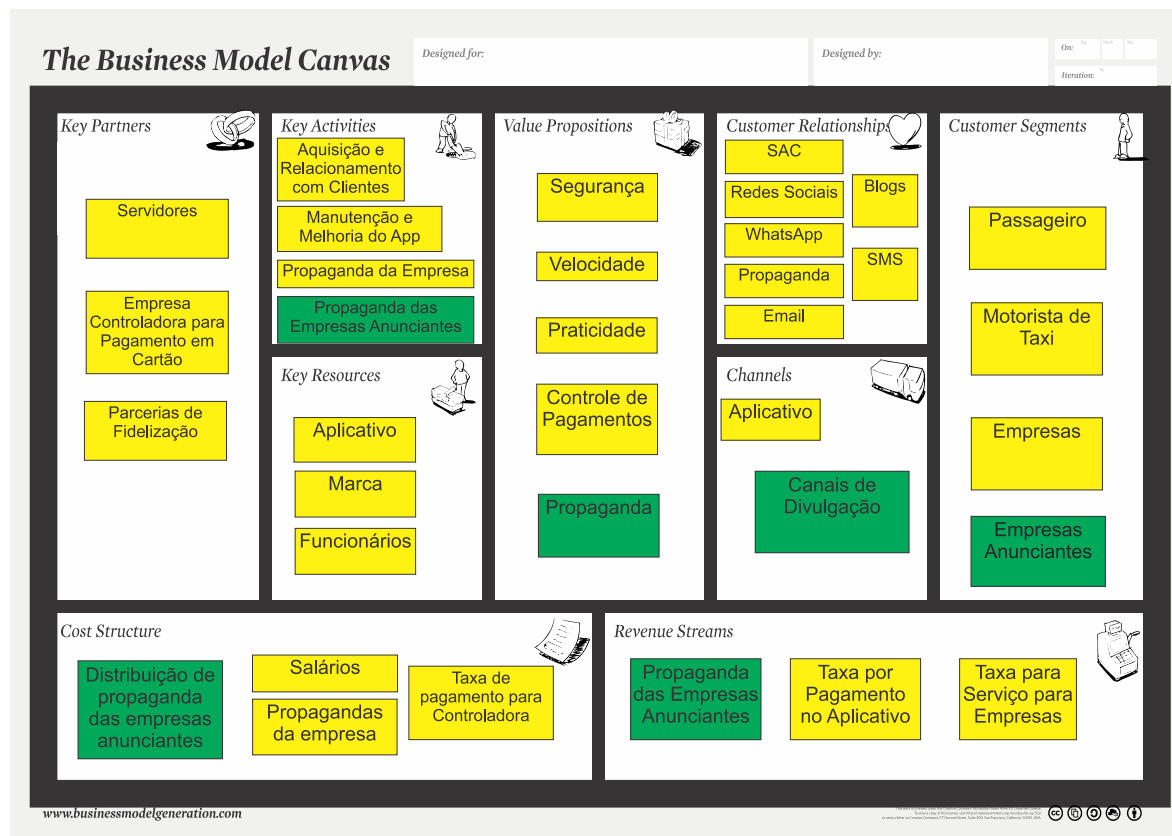 The Business Model Canvas
Designed for:
Designed by:
On:
Iteration:
Key Partners
Servidores
Empresa
Controladora para
Pagamento em
Cartão
Parcerias de
Fidelização
Key Activities
Aquisição e
Relacionamento
com Clientes
Manutenção e
Melhoria do App
Propaganda da Empresa
Propaganda das
Empresas Anunciantes
Key Resources
Aplicativo
Marca
Funcionários
Value Propositions
Segurança
Velocidade
Praticidade
Controle de
Pagamentos
Propaganda
Customer Relationships
SAC
Redes Sociais
WhatsApp
Propaganda
Email
Blogs
SMS
Channels
Aplicativo
Canais de
Divulgação
Customer Segments
Passageiro
Motorista de
Taxi
Empresas
Empresas
Anunciantes
Cost Structure
Distribuição de
propaganda
das empresas
anunciantes
Salários
Propagandas
da empresa
Taxa de
pagamento para
Controladora
Revenue Streams
Propaganda
das Empresas
Anunciantes
Taxa por
Pagamento
no Aplicativo
Taxa para
Serviço para
Empresas
www.businessmodelgeneration.com